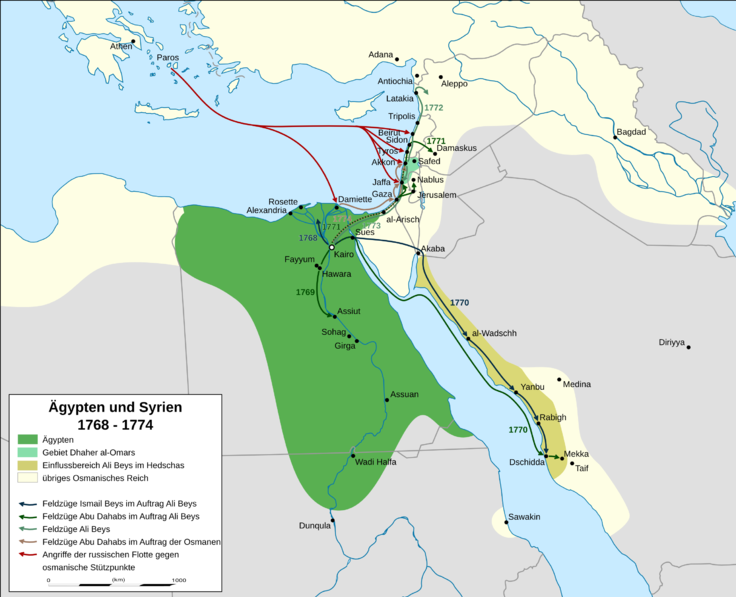 Adana
Athen
Paros
Antiochia
Aleppo
Latakia
1772
Tripolis
Beirut
Sidon
1771
Bagdad
Tyros
Damaskus
Akkon
Safed
Jaffa
Nablus
Gaza
Jerusalem
Rosette
Damiette
Alexandria
al-Arisch
1771
1773
1768
Sues
Kairo
Akaba
Fayyum
Hawara
1769
1770
Assiut
Sohag
Girga
al-Wadschh
Diriyya
Yanbu
Medina
Assuan
Rabigh
1770
Mekka
Dschidda
Taif
Wadi Halfa
Sawakin
Dunqula
Ägypten und Syrien
1768 - 1774
Ägypten
Gebiet Dhaher al-Omars
Einflussbereich Ali Beys im Hedschas
übriges Osmanisches Reich
Feldzüge Ismail Beys im Auftrag Ali Beys
Feldzüge Abu Dahabs im Auftrag Ali Beys
Feldzüge Ali Beys
Feldzüge Abu Dahabs im Auftrag der Osmanen
Angriffe der russischen Flotte gegen
osmanische Stützpunkte
0 (km) 1000